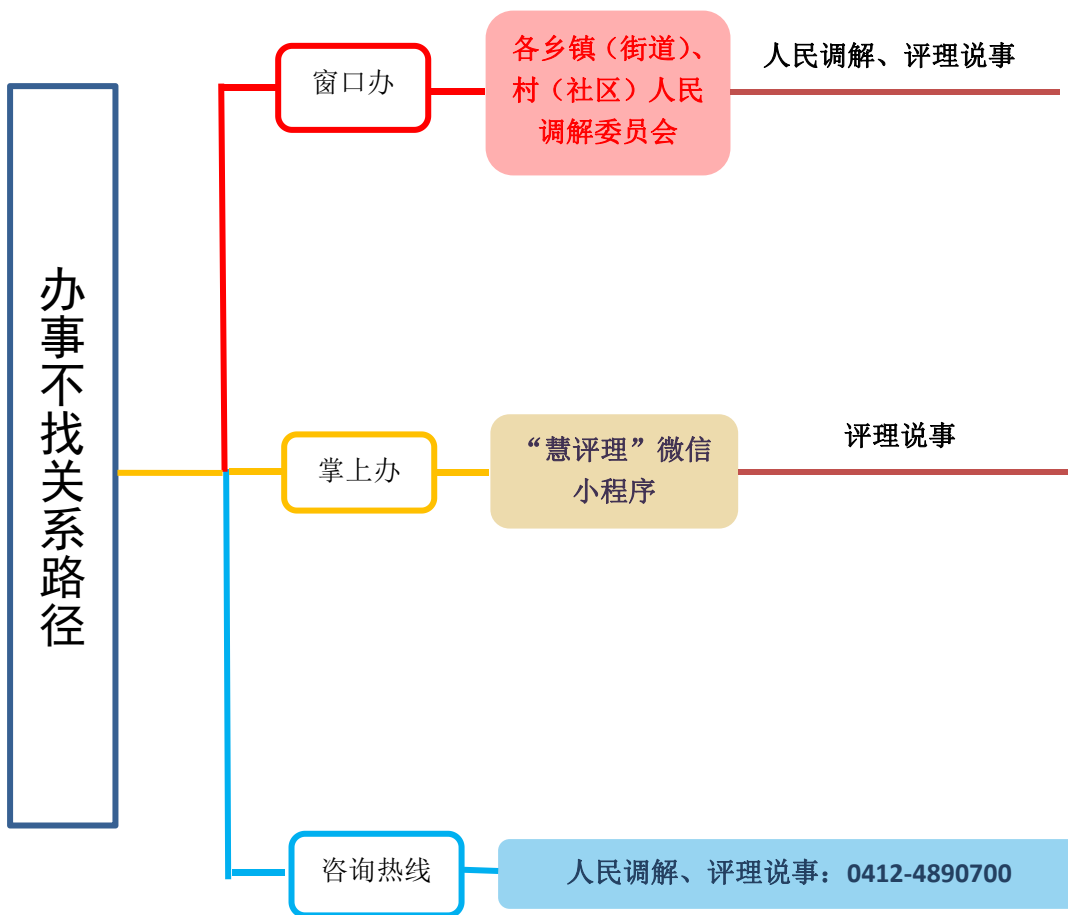 办事不找关系路径
窗口办
各乡镇（街道）、
村（社区）人民
调解委员会
人民调解、评理说事
掌上办
“慧评理”微信
小程序
评理说事
咨询热线
人民调解、评理说事：0412-4890700